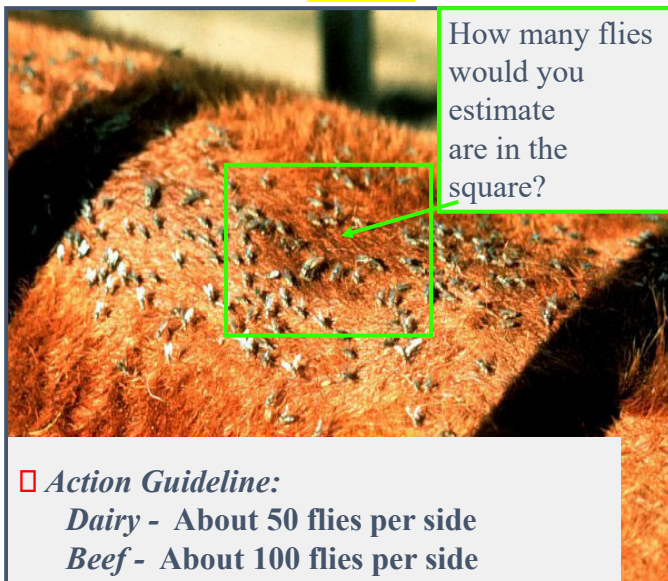 How many flies
would you
estimate
are in the
square?
□ Action Guideline:
Dairy - About 50 flies per side
Beef - About 100 flies per side